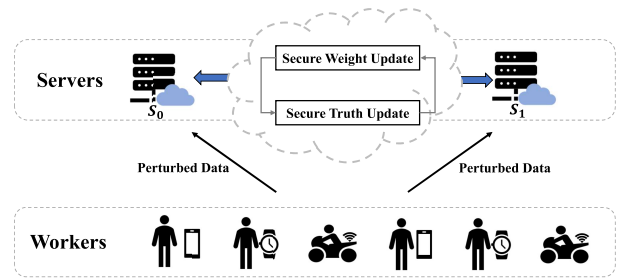 Secure Weight Update
Servers
S0
S1
Secure Truth Update
Perturbed Data
Perturbed Data
Workers